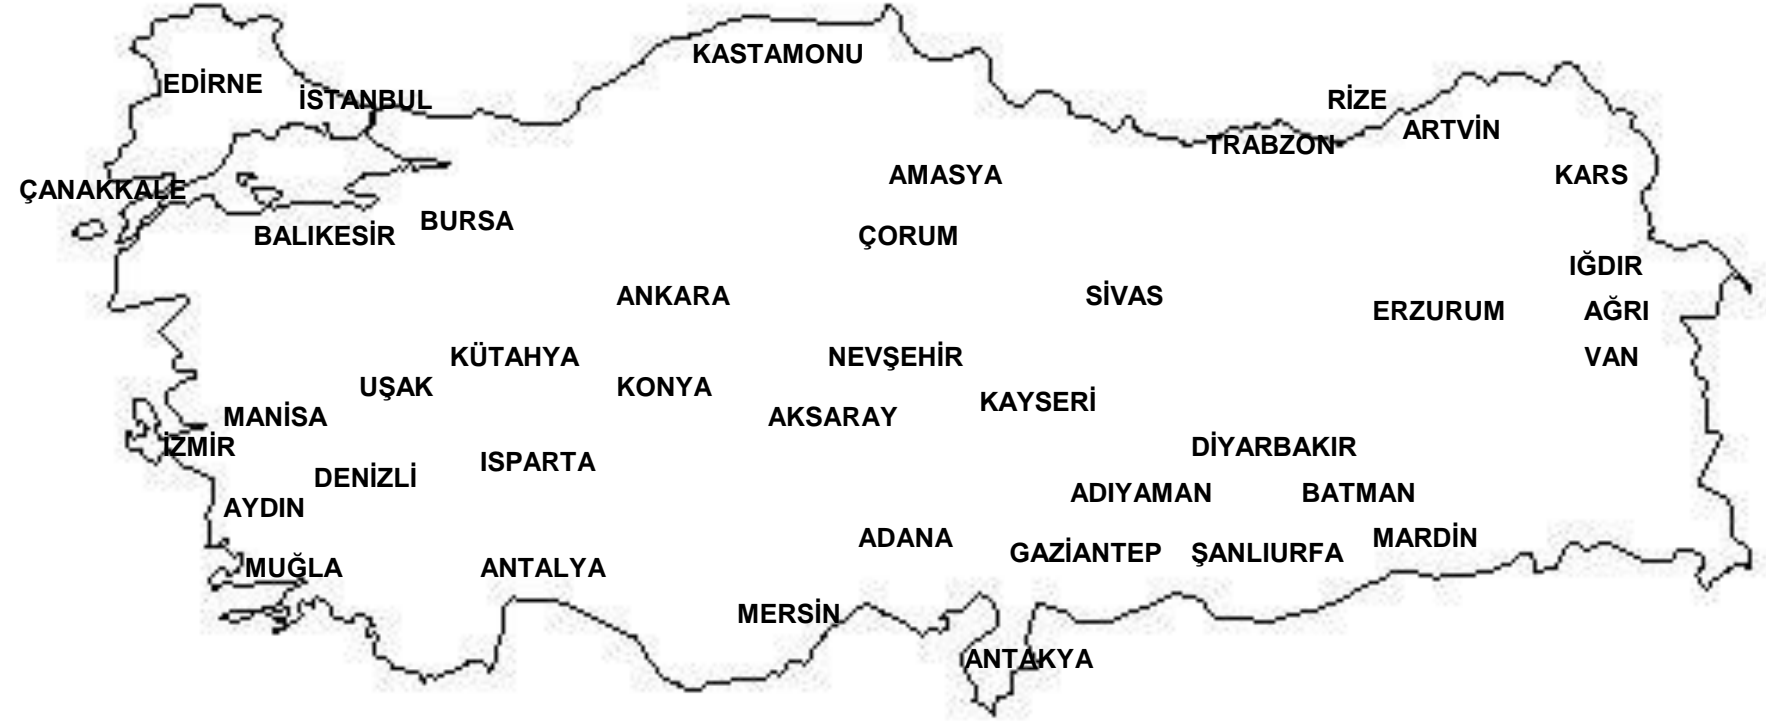 KASTAMONU
EDİRNE
İSTANBUL
RİZE
ARTVİN
TRABZON
AMASYA
KARS
ÇANAKKALE
BURSA
BALIKESİR
ÇORUM
IĞDIR
ANKARA
SİVAS
ERZURUM
AĞRI
KÜTAHYA
NEVŞEHİR
VAN
UŞAK
KONYA
KAYSERİ
MANİSA
AKSARAY
İZMİR
DİYARBAKIR
ISPARTA
DENİZLİ
ADIYAMAN
BATMAN
AYDIN
ADANA
MARDİN
GAZİANTEP
ŞANLIURFA
MUĞLA
ANTALYA
MERSİN
ANTAKYA